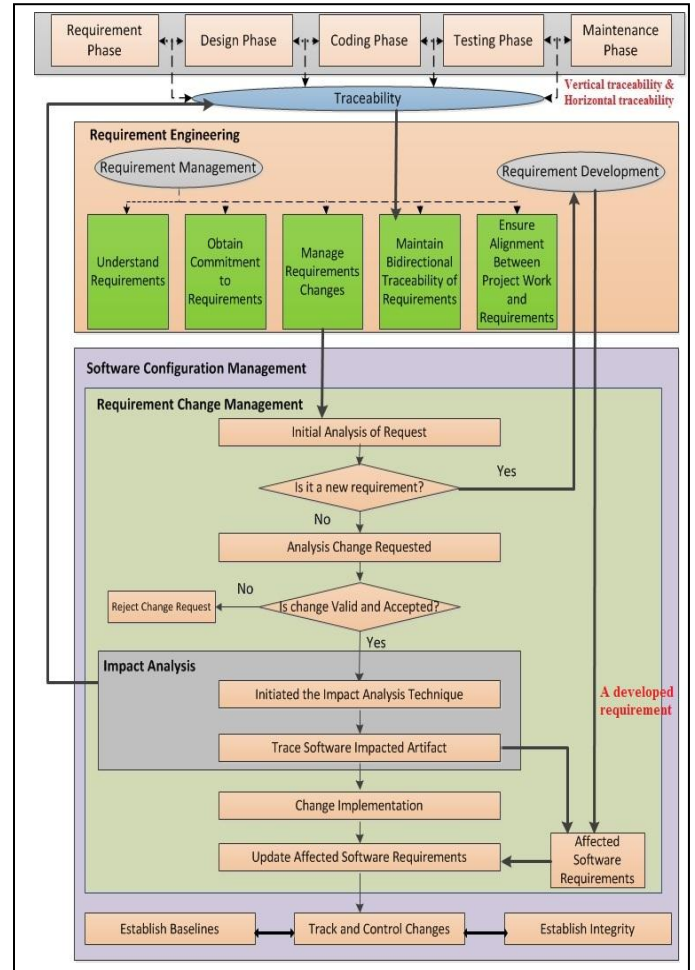 Requirement
Phase
Design Phase
Coding Phase
Testing Phase
Maintenance
Phase
Traceability
Vertical traceability &
Horizontal traceability
Requirement Engineering
Requirement Management
Requirement Development
Understand
Requirements
Obtain
Commitment
to
Requirements
Manage
Requirements
Changes
Maintain
Bidirectional
Traceability of
Requirements
Ensure
Alignment
Between
Project Work
and
Requirements
Software Configuration Management
Requirement Change Management
Initial Analysis of Request
Is it a new requirement?
Yes
No
Analysis Change Requested
Is change Valid and Accepted?
No
Reject Change Request
Yes
Impact Analysis
Initiated the Impact Analysis Technique
Trace Software Impacted Artifact
A developed
requirement
Change Implementation
Update Affected Software Requirements
Affected
Software
Requirements
Establish Baselines
Track and Control Changes
Establish Integrity